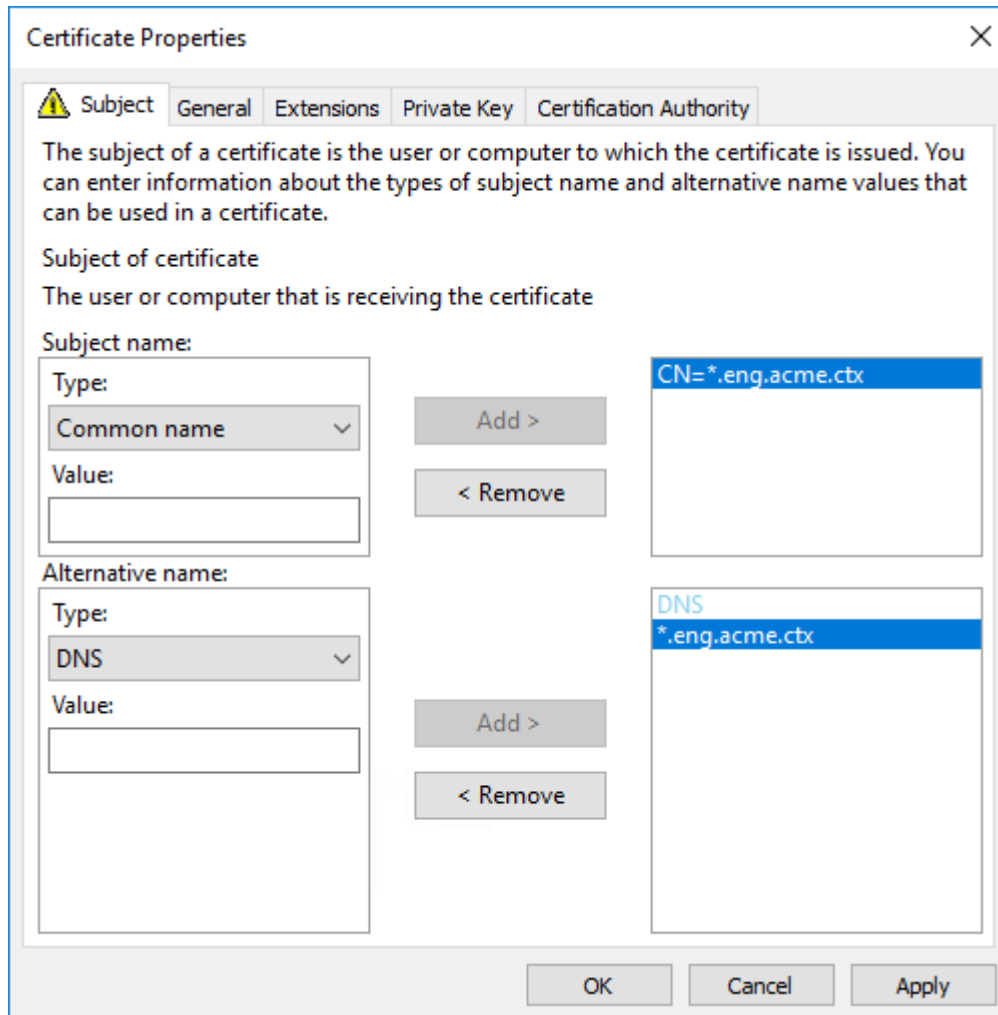 Certificate Properties
Subject General Extensions Private Key Certification Authority
The subject of a certificate is the user or computer to which the certificate is issued. You
can enter information about the types of subject name and alternative name values that
can be used in a certificate.
Subject of certificate
The user or computer that is receiving the certificate
Subject name:
Type:
Common name
Value:
Add >
< Remove
CN=*.eng.acme.ctx
Alternative name:
Type:
DNS
Value:
Add >
< Remove
DNS
*.eng.acme.ctx
OK Cancel Apply